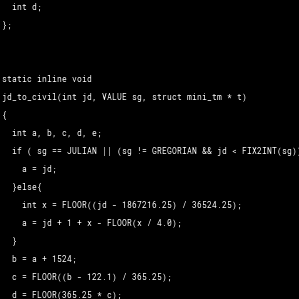 int d;
};
static inline void
jd_to_civil(int jd, VALUE sg, struct mini_tm * t)
{
int a, b, c, d, e;
if ( sg == JULIAN || (sg != GREGORIAN && jd < FIX2INT(sg))
a = jd;
}else{
int x = FLOOR((jd - 1867216.25) / 36524.25);
a = jd + 1 + x - FLOOR(x / 4.0);
}
b = a + 1524;
c = FLOOR((b - 122.1) / 365.25);
d = FLOOR(365.25 * c);